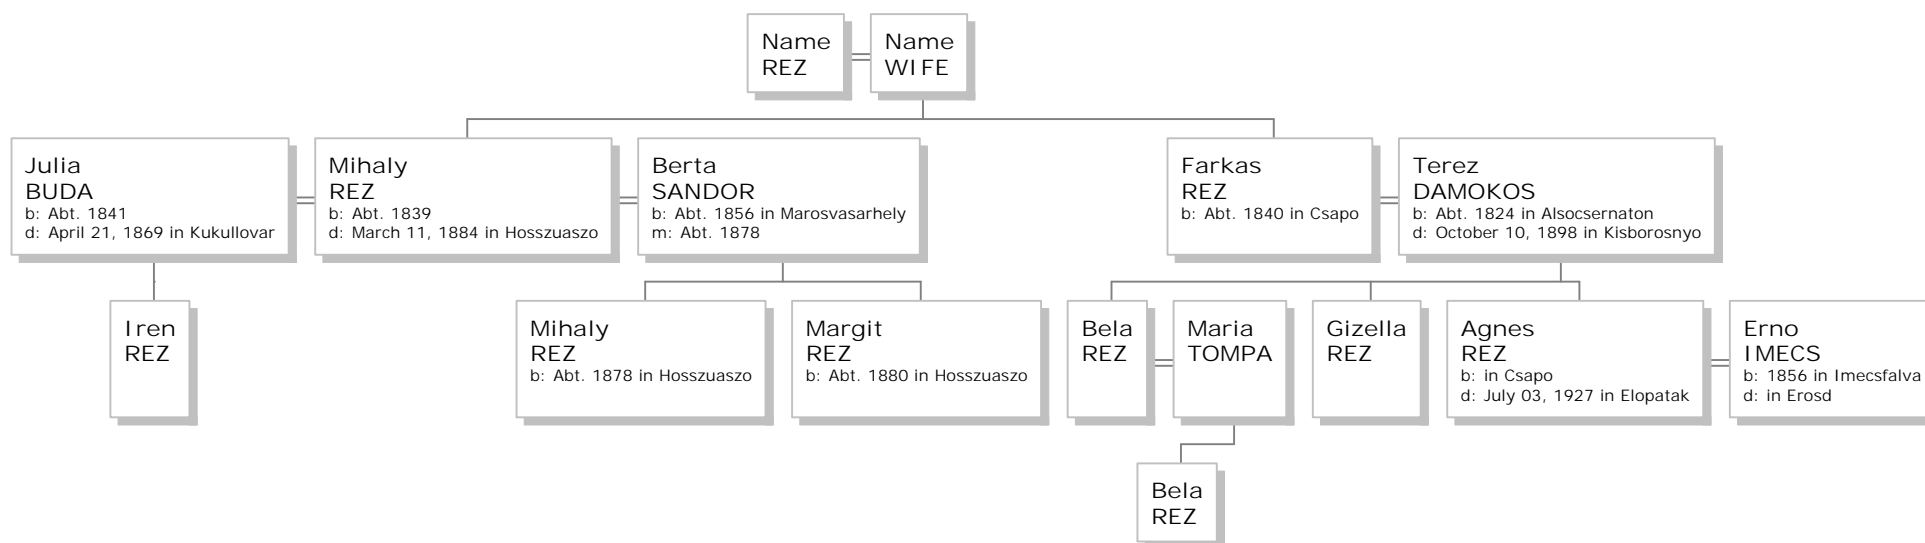 Name
REZ
Name
WIFE
Julia
BUDA
b: Abt. 1841
d: April 21, 1869 in Kukullovar
Mihaly
REZ
b: Abt. 1839
d: March 11, 1884 in Hosszuaszo
Berta
SANDOR
b: Abt. 1856 in Marosvasarhely
m: Abt. 1878
Farkas
REZ
b: Abt. 1840 in Csapo
Terez
DAMOKOS
b: Abt. 1824 in Alsocsernaton
d: October 10, 1898 in Kisborosnyo
Iren
REZ
Mihaly
REZ
b: Abt. 1878 in Hosszuaszo
Margit
REZ
b: Abt. 1880 in Hosszuaszo
Bela
REZ
Maria
TOMPA
Gizella
REZ
Agnes
REZ
b: in Csapo
d: July 03, 1927 in Elopatak
Erno
IMECS
b: 1856 in Imecsfalva
d: in Erosd
Bela
REZ